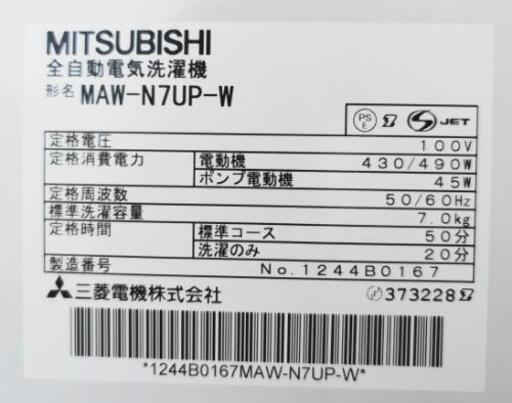 MITSUBISHI
全自動電気洗濯機
形名 MAW-N7UP-W
PS E JET
定格電圧 100V
定格消費電力 電動機 430/490W
ポンプ電動機 45W
定格周波数 50/60Hz
標準洗濯容量 7.0kg
定格時間 標準コース 50分
洗濯のみ 20分
製造番号 No.1244B0167
三菱電機株式会社 373228
*1244B0167MAW-N7UP-W*